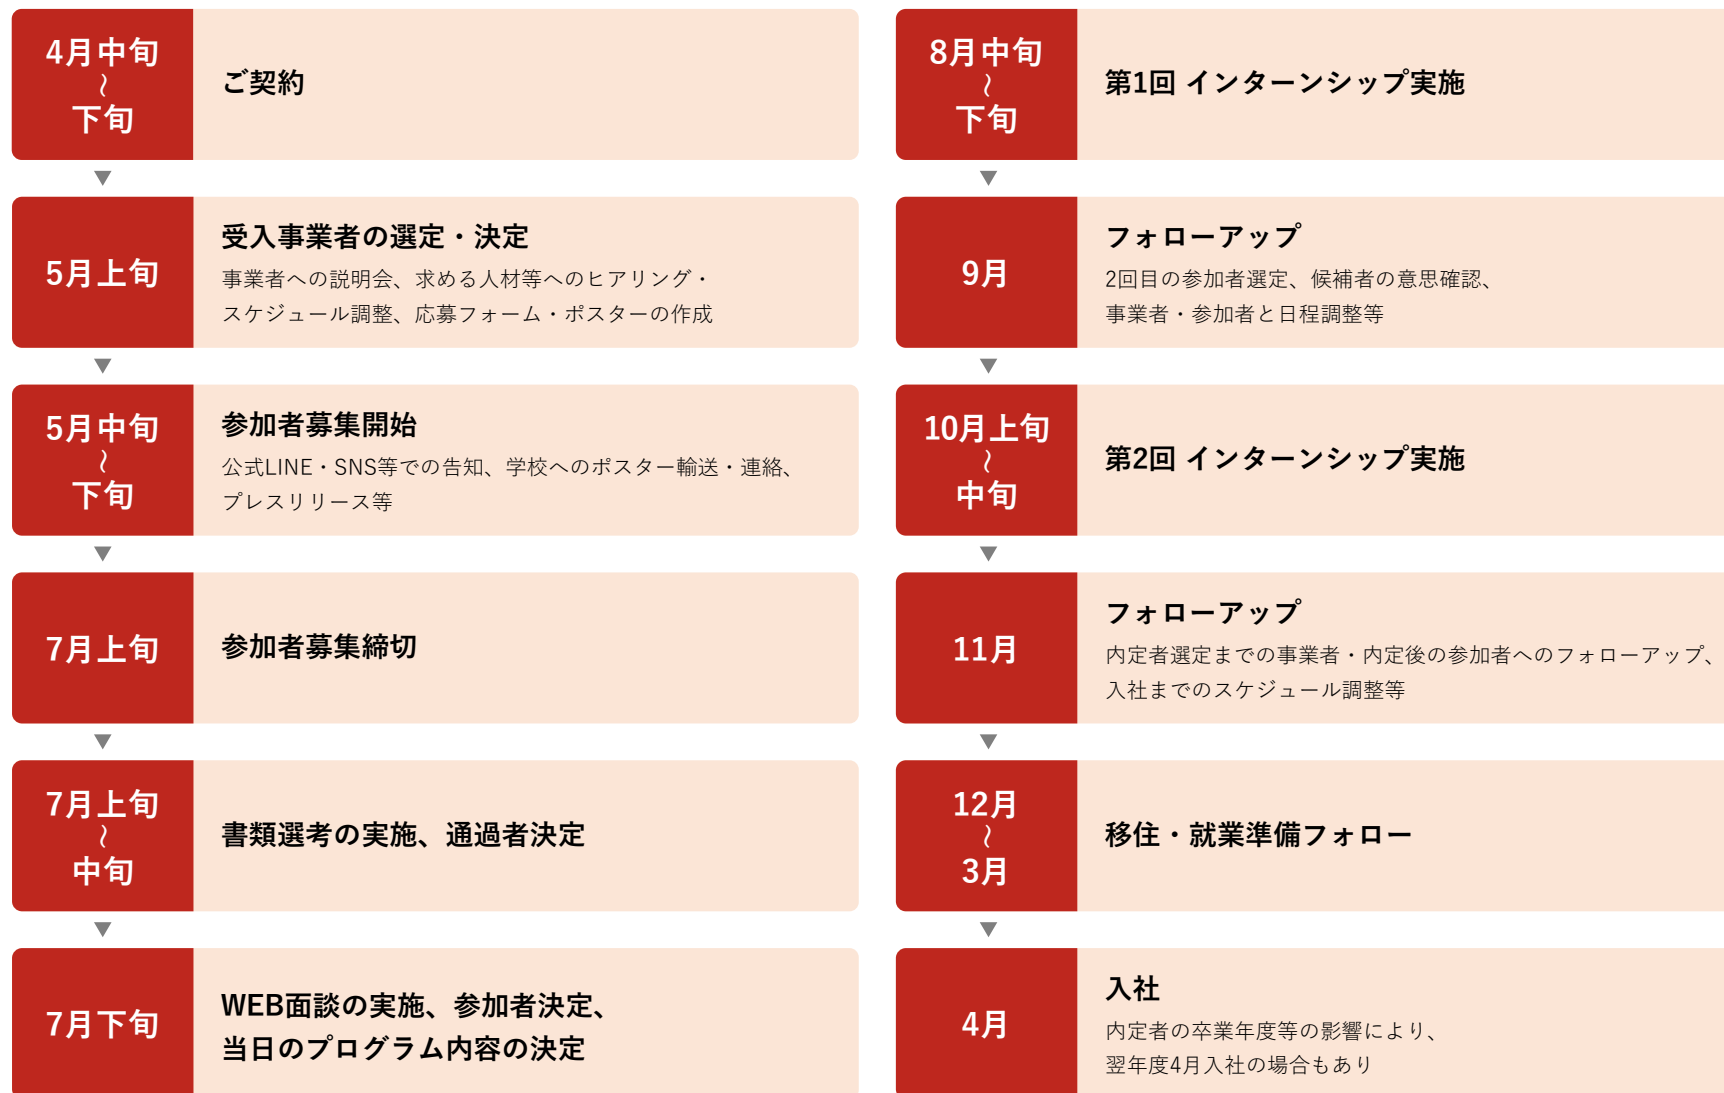 4月中旬
〜
下旬
ご契約
5月上旬
受入事業者の選定・決定
事業者への説明会、求める人材等へのヒアリング・
スケジュール調整、応募フォーム・ポスターの作成
5月中旬
〜
下旬
参加者募集開始
公式LINE・SNS等での告知、学校へのポスター輸送・連絡、
プレスリリース等
7月上旬
参加者募集締切
7月上旬
〜
中旬
書類選考の実施、通過者決定
7月下旬
WEB面談の実施、参加者決定、
当日のプログラム内容の決定
8月中旬
〜
下旬
第1回 インターンシップ実施
9月
フォローアップ
2回目の参加者選定、候補者の意思確認、
事業者・参加者と日程調整等
10月上旬
〜
中旬
第2回 インターンシップ実施
11月
フォローアップ
内定者選定までの事業者・内定後の参加者へのフォローアップ、
入社までのスケジュール調整等
12月
〜
3月
移住・就業準備フォロー
4月
入社
内定者の卒業年度等の影響により、
翌年度4月入社の場合もあり